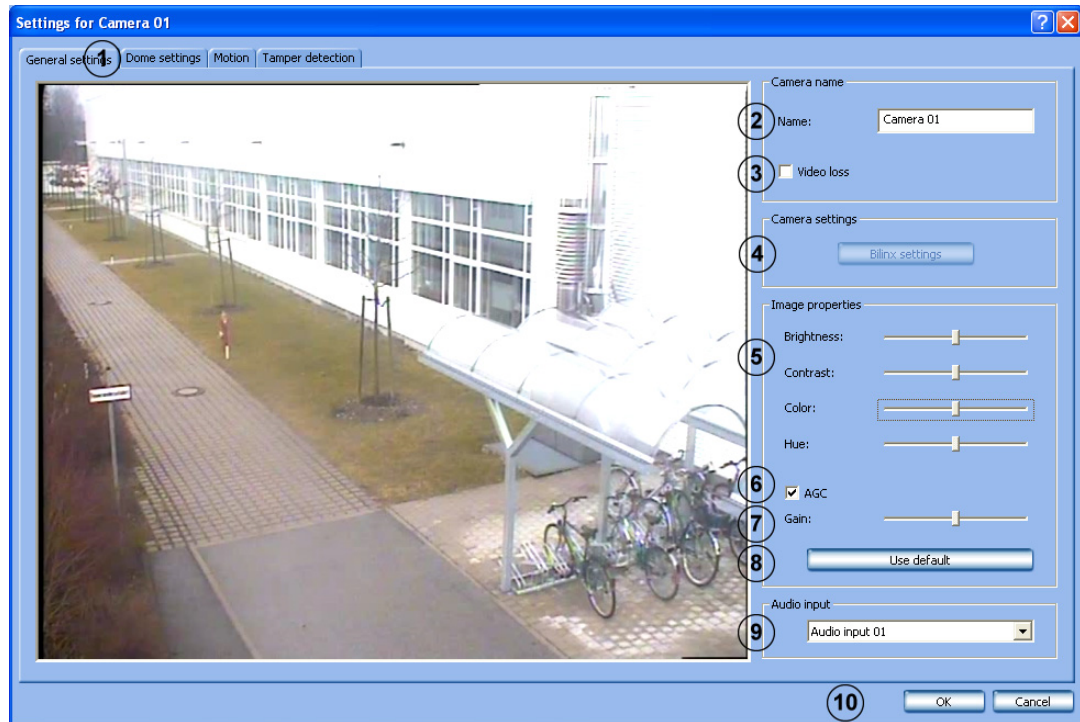 Settings for Camera 01
General settings
1
Dome settings
Motion
Tamper detection
Camera name
2
Name:
Camera 01
3
Video loss
Camera settings
4
Bilinx settings
Image properties
5
Brightness:
Contrast:
Color:
Hue:
6
AGC
7
Gain:
8
Use default
Audio input
9
Audio input 01
10
OK
Cancel